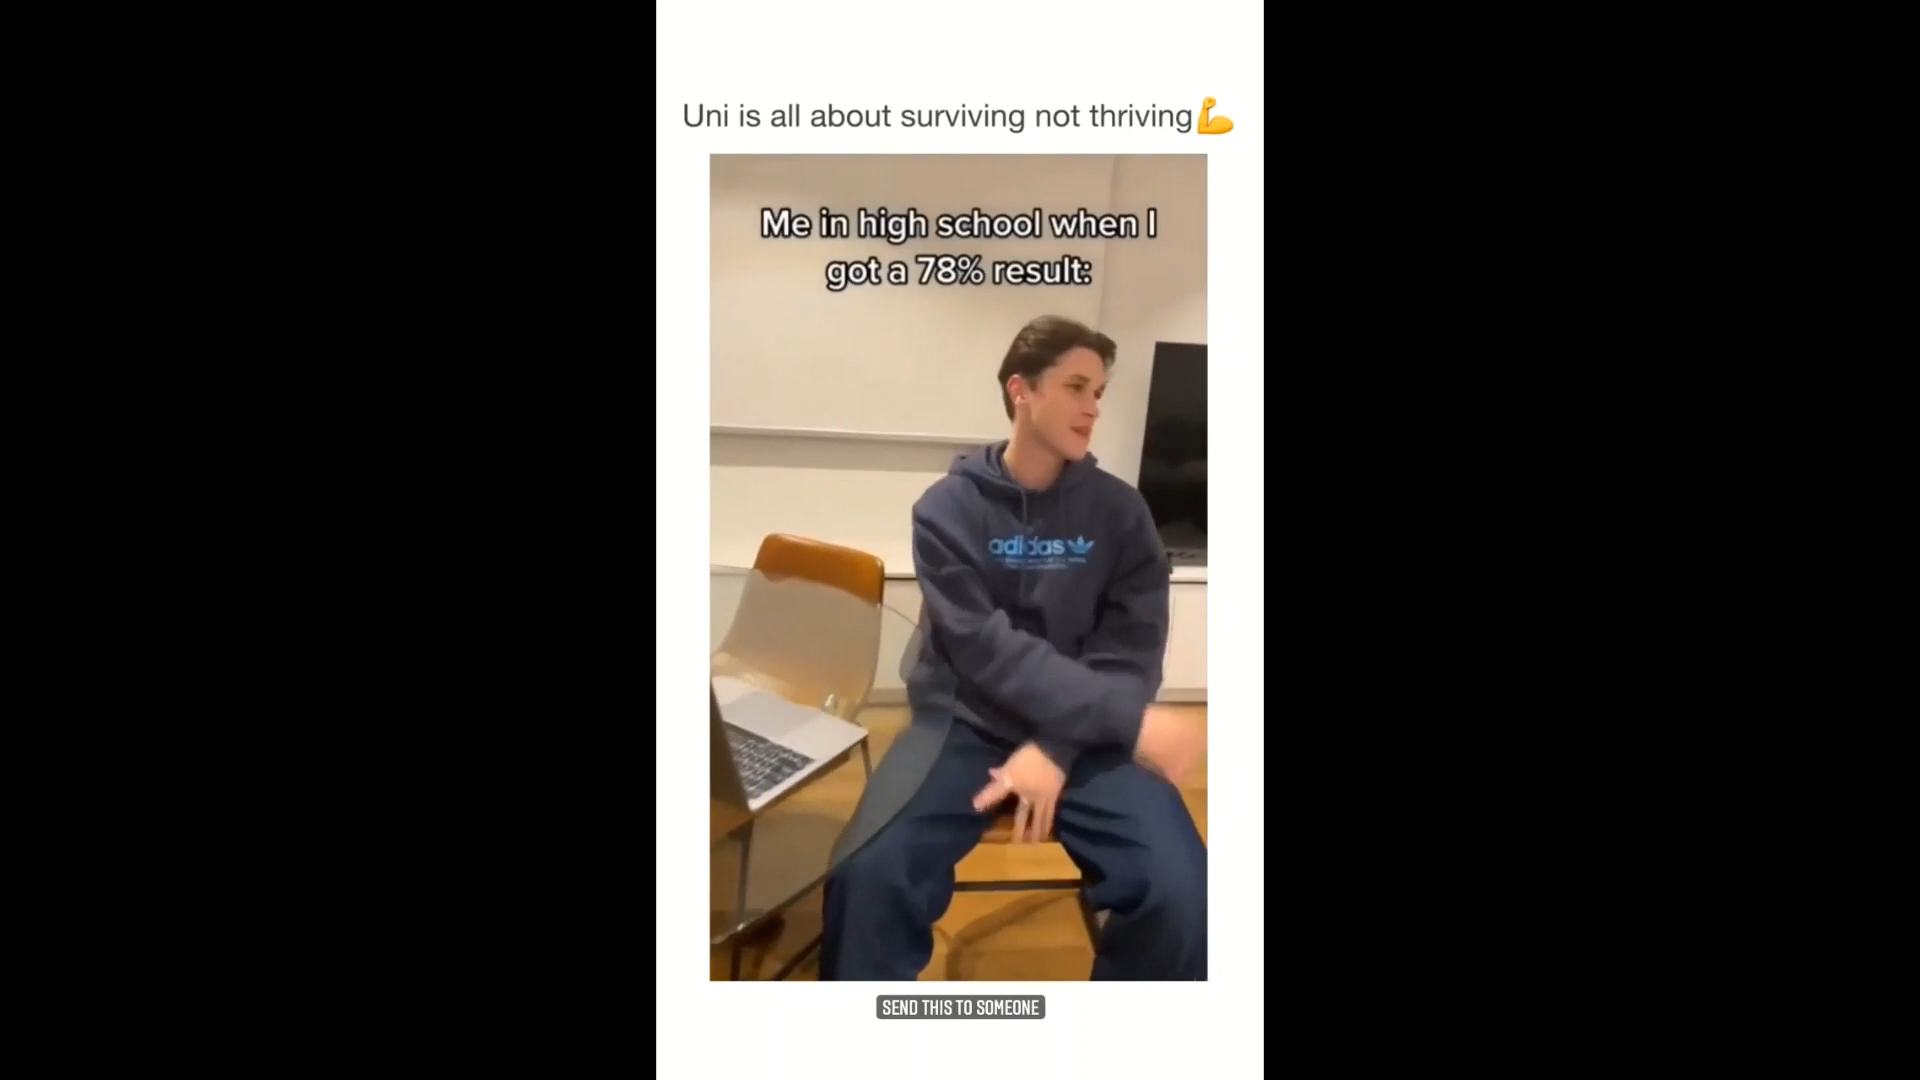 Uni is all about surviving not thriving💪
Me in high school when I
got a 78% result:
adidas
SEND THIS TO SOMEONE